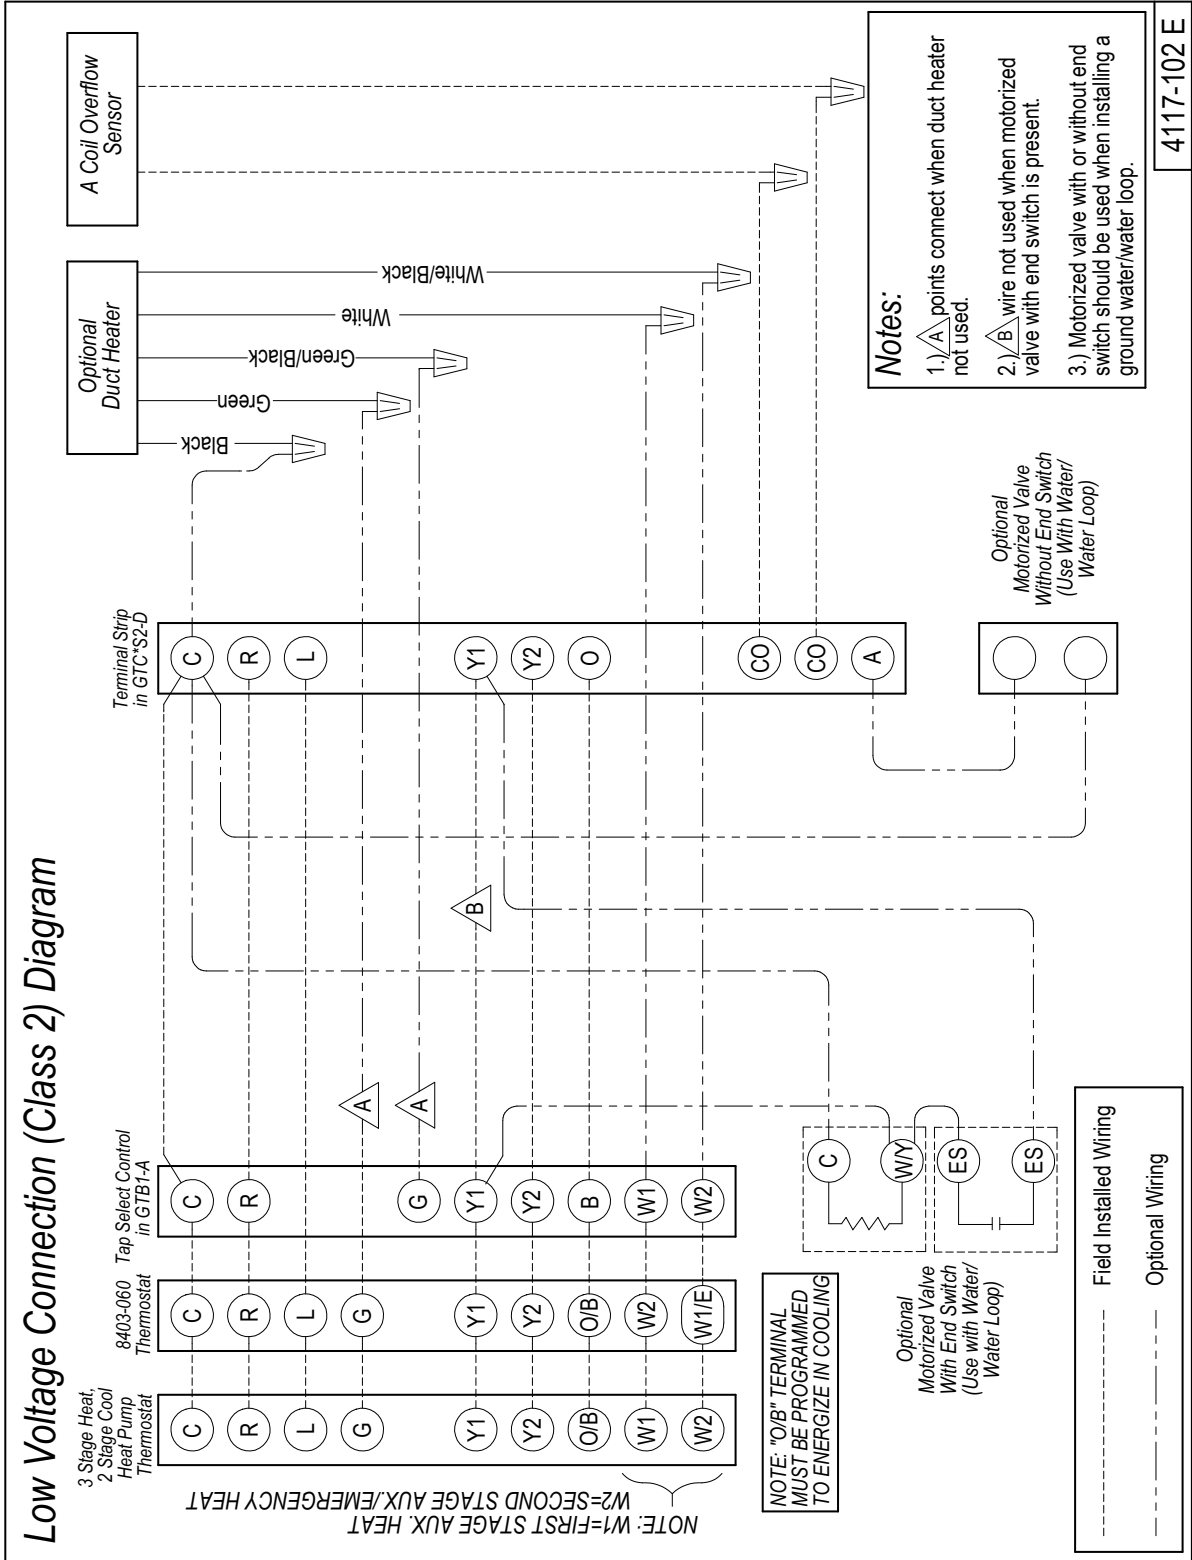 Low Voltage Connection (Class 2) Diagram
3 Stage Heat,
2 Stage Cool
Heat Pump
Thermostat
C
R
L
G
Y1
Y2
O/B
W1
W2
NOTE: W1=FIRST STAGE AUX. HEAT
W2=SECOND STAGE AUX./EMERGENCY HEAT
8403-060
Thermostat
C
R
L
G
Y1
Y2
O/B
W2
W1/E
Tap Select Control
in GTB1-A
C
R
G
Y1
Y2
B
W1
W2
A
A
B
Terminal Strip
in GTC*S2-D
C
R
L
Y1
Y2
O
CO
CO
A
Optional
Duct Heater
Black
Green
Green/Black
White
White/Black
A Coil Overflow
Sensor
NOTE: "O/B" TERMINAL
MUST BE PROGRAMMED
TO ENERGIZE IN COOLING
Optional
Motorized Valve
With End Switch
(Use with Water/
Water Loop)
C
W/Y
ES
ES
Optional
Motorized Valve
Without End Switch
(Use With Water/
Water Loop)
Notes:
1.) A points connect when duct heater
not used.
2.) B wire not used when motorized
valve with end switch is present.
3.) Motorized valve with or without end
switch should be used when installing a
ground water/water loop.
Field Installed Wiring
Optional Wiring
4117-102 E